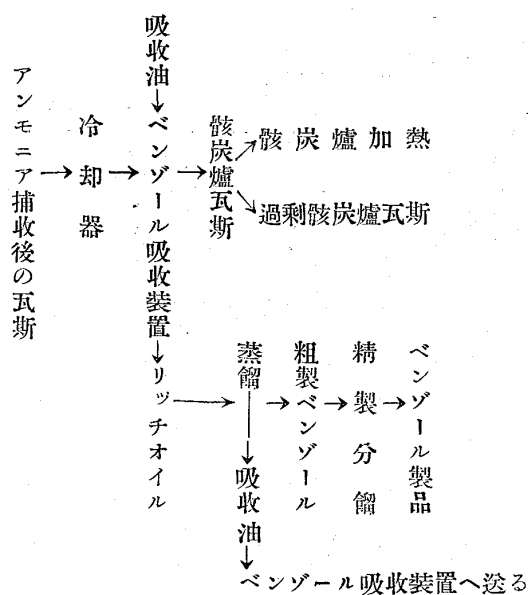 アンモニア捕收後の瓦斯
冷却器
吸收油
ベンゾール吸收装置
リッチオイル
骸炭爐瓦斯
骸炭爐加熱
過剰骸炭爐瓦斯
蒸餾
吸收油
ベンゾール吸收装置へ送る
粗製ベンゾール
精製分餾
ベンゾール製品